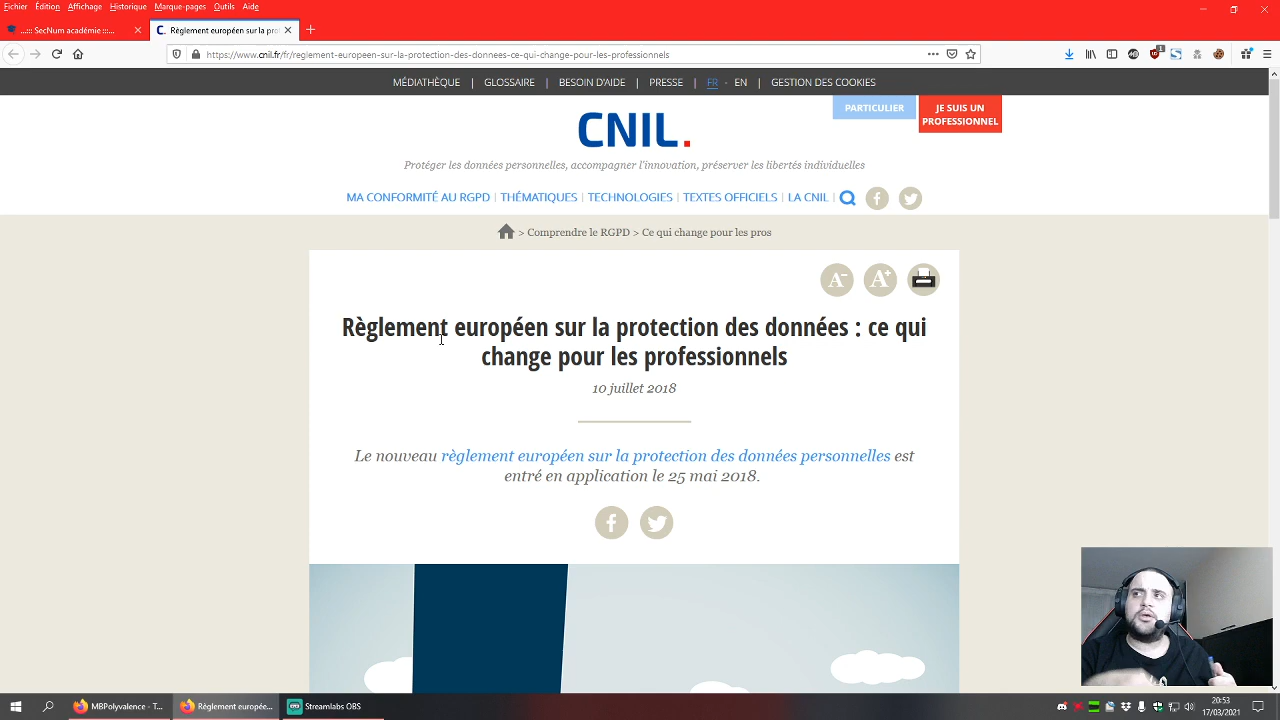 Fichier Édition Affichage Historique Marque-pages Outils Aide
...::: SecNum académie :::...
Règlement européen sur la pro
https://www.cnil.fr/fr/reglement-europeen-sur-la-protection-des-donnees-ce-qui-change-pour-les-professionnels
MÉDIATHÈQUE | GLOSSAIRE | BESOIN D'AIDE | PRESSE | FR - EN | GESTION DES COOKIES
PARTICULIER
JE SUIS UN
PROFESSIONNEL
CNIL.
Protéger les données personnelles, accompagner l'innovation, préserver les libertés individuelles
MA CONFORMITÉ AU RGPD | THÉMATIQUES | TECHNOLOGIES | TEXTES OFFICIELS | LA CNIL |
> Comprendre le RGPD > Ce qui change pour les pros
A- A+
Règlement européen sur la protection des données : ce qui
change pour les professionnels
10 juillet 2018
Le nouveau règlement européen sur la protection des données personnelles est
entré en application le 25 mai 2018.
MBPolyvalence - T...
Règlement europée...
Streamlabs OBS
20:53
17/03/2021